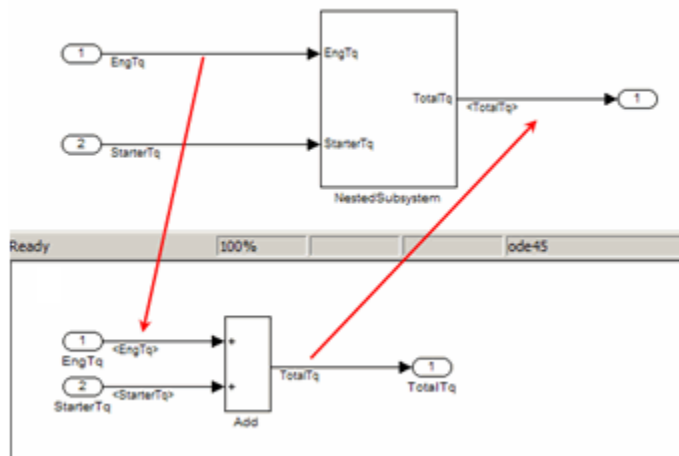 1
EngTq
EngTq
TotalTq
<TotalTq>
1
2
StarterTq
StarterTq
NestedSubsystem
Ready 100% ode45
1
<EngTq>
EngTq
+
2
<StarterTq>
StarterTq
+
Add
TotalTq
1
TotalTq